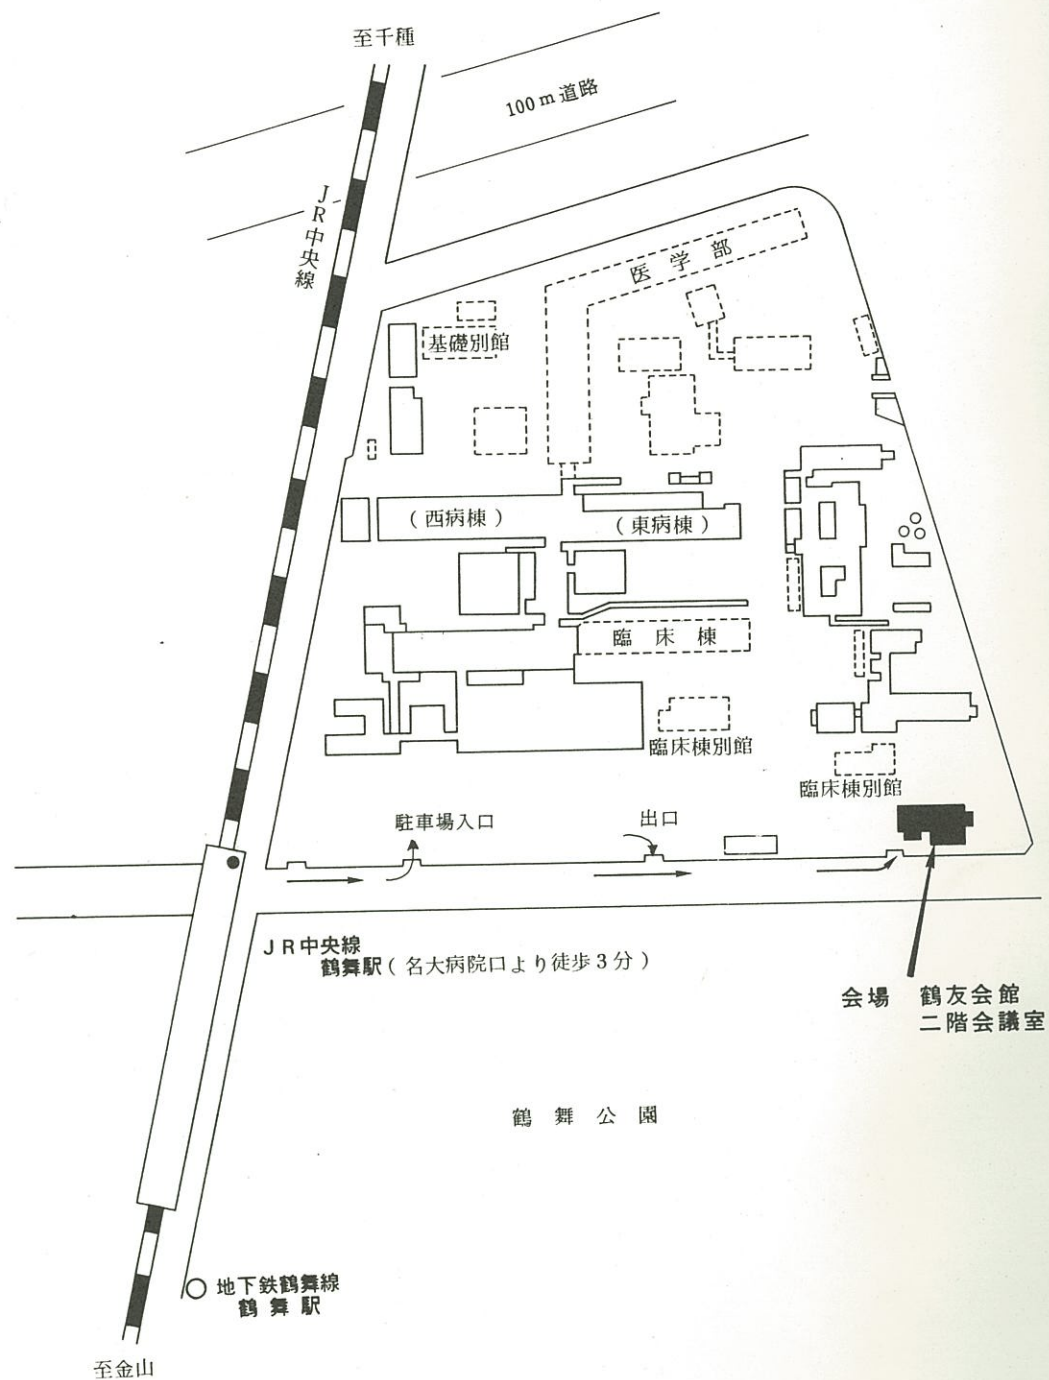 至千種
100m道路
JR中央線
医学部
基礎別館
(西病棟)
(東病棟)
臨床棟
臨床棟別館
臨床棟別館
駐車場入口
出口
JR中央線
鶴舞駅(名大病院口より徒歩3分)
会場 鶴友会館
二階会議室
鶴舞公園
地下鉄鶴舞線
鶴舞駅
至金山